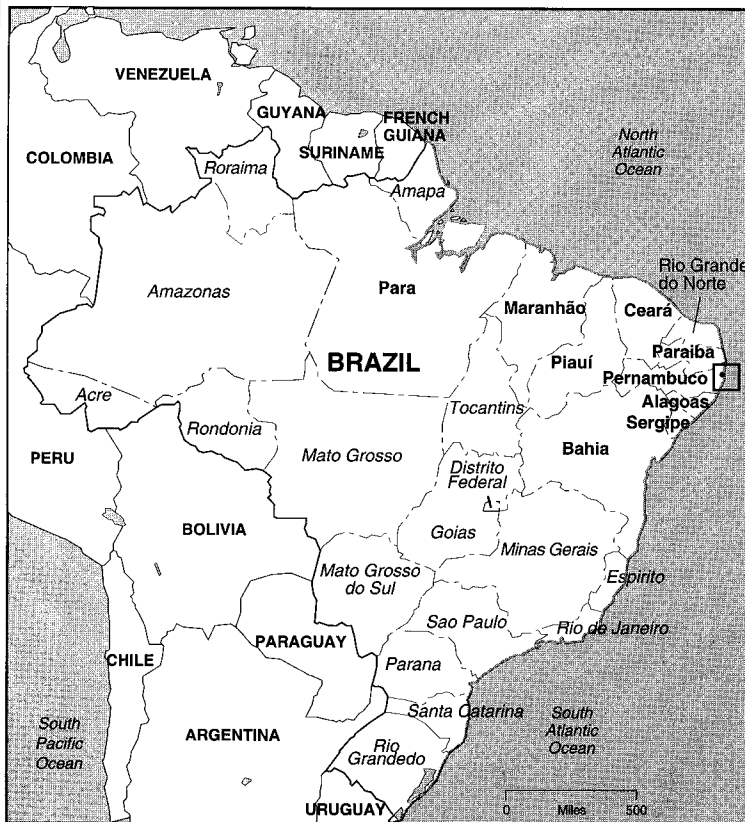 VENEZUELA
GUYANA
FRENCH
GUIANA
SURINAME
COLOMBIA
Roraima
Amapa
North
Atlantic
Ocean
Amazonas
Para
Maranhão
Ceará
Rio Grande
do Norte
BRAZIL
Piauí
Paraiba
Pernambuco
Alagoas
Sergipe
Acre
Rondonia
Tocantins
Mato Grosso
Bahia
PERU
Distrito
Federal
BOLIVIA
Goias
Minas Gerais
Mato Grosso
do Sul
Espirito
Sao Paulo
Rio de Janeiro
PARAGUAY
CHILE
Parana
Santa Catarina
South
Pacific
Ocean
ARGENTINA
South
Atlantic
Ocean
Rio
Grandedo
URUGUAY
0 Miles 500